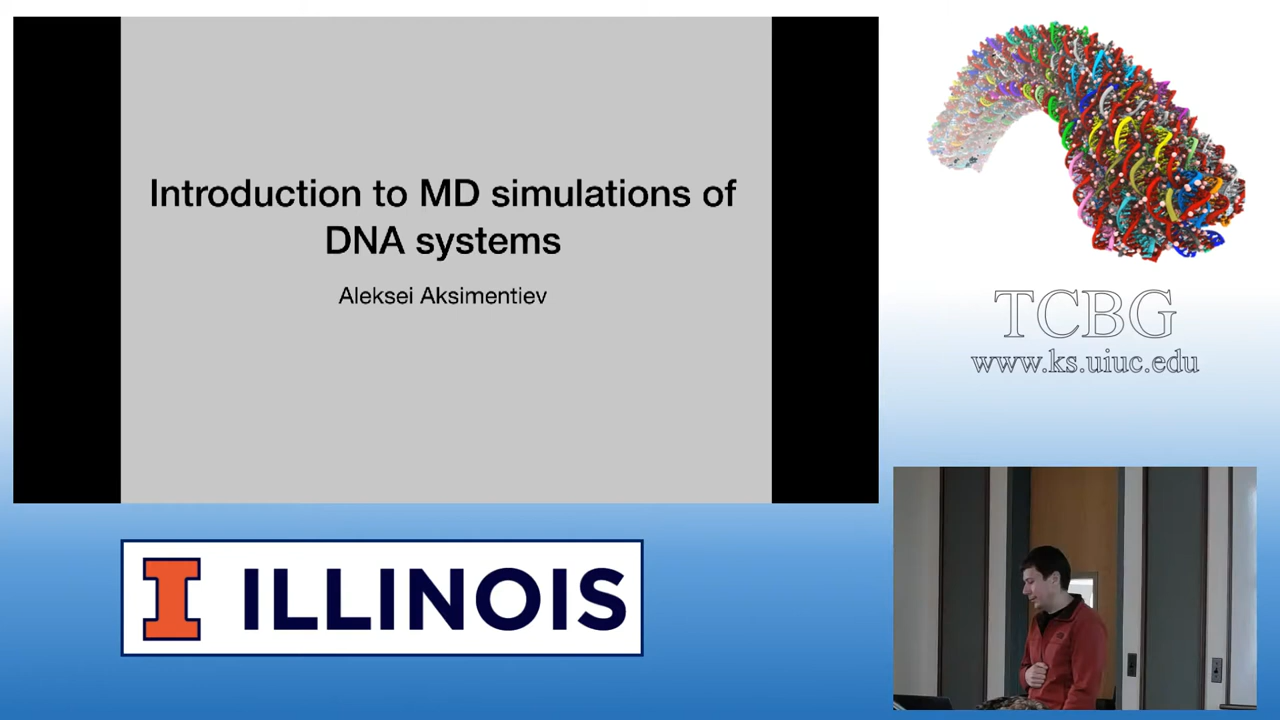 Introduction to MD simulations of
DNA systems
Aleksei Aksimentiev
TCBG
www.ks.uiuc.edu
I ILLINOIS